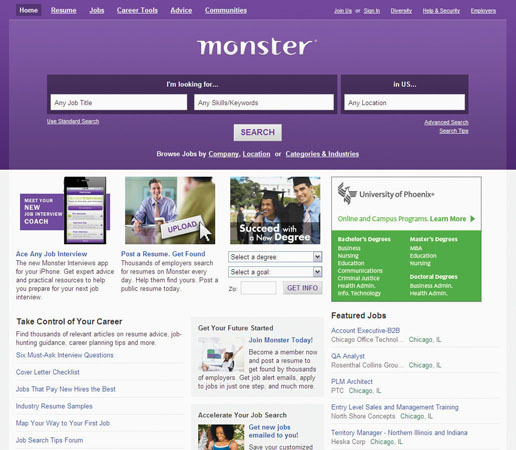 Home Resume Jobs Career Tools Advice Communities
Join Us or Sign In Diversity Help & Security Employers
monster
I'm looking for...
in US...
Any Job Title
Any Skills/Keywords
Any Location
Use Standard Search
Advanced Search
Search Tips
SEARCH
Browse Jobs by Company, Location or Categories & Industries
MEET YOUR
NEW
JOB INTERVIEW
COACH
Ace Any Job Interview
The new Monster Interviews app
for your iPhone: Get expert advice
and practical resources to help
you prepare for your next job
interview.
UPLOAD
Post a Resume. Get Found
Thousands of employers search
for resumes on Monster every
day. Help them find yours. Post a
public resume today.
Succeed with
a New Degree
Select a degree
Select a goal:
Zip:
GET INFO
University of Phoenix®
Online and Campus Programs. Learn More
Bachelor's Degrees
Business
Nursing
Education
Communications
Criminal Justice
Health Admin.
Info. Technology
Master's Degrees
MBA
Education
Nursing
Doctoral Degrees
Business Admin.
Health Admin.
Take Control of Your Career
Find thousands of relevant articles on resume advice, job-
hunting guidance, career planning tips and more.
Six Must-Ask Interview Questions
Cover Letter Checklist
Jobs That Pay New Hires the Best
Industry Resume Samples
Map Your Way to Your First Job
Job Search Tips Forum
Get Your Future Started
Join Monster Today!
Become a member now
and post a resume to
get found by thousands
of employers. Get job alert emails, apply
to jobs in just one step, and much more.
Accelerate Your Job Search
Get new jobs
emailed to you!
Save your customized
Featured Jobs
Account Executive-B2B
Chicago Office Technol... Chicago, IL
QA Analyst
Rosenthal Collins Grou... Chicago, IL
PLM Architect
PTC Chicago, IL
Entry Level Sales and Management Training
North Shore Concepts Chicago, IL
Territory Manager - Northern Illinois and Indiana
Heska Corp Chicago, IL